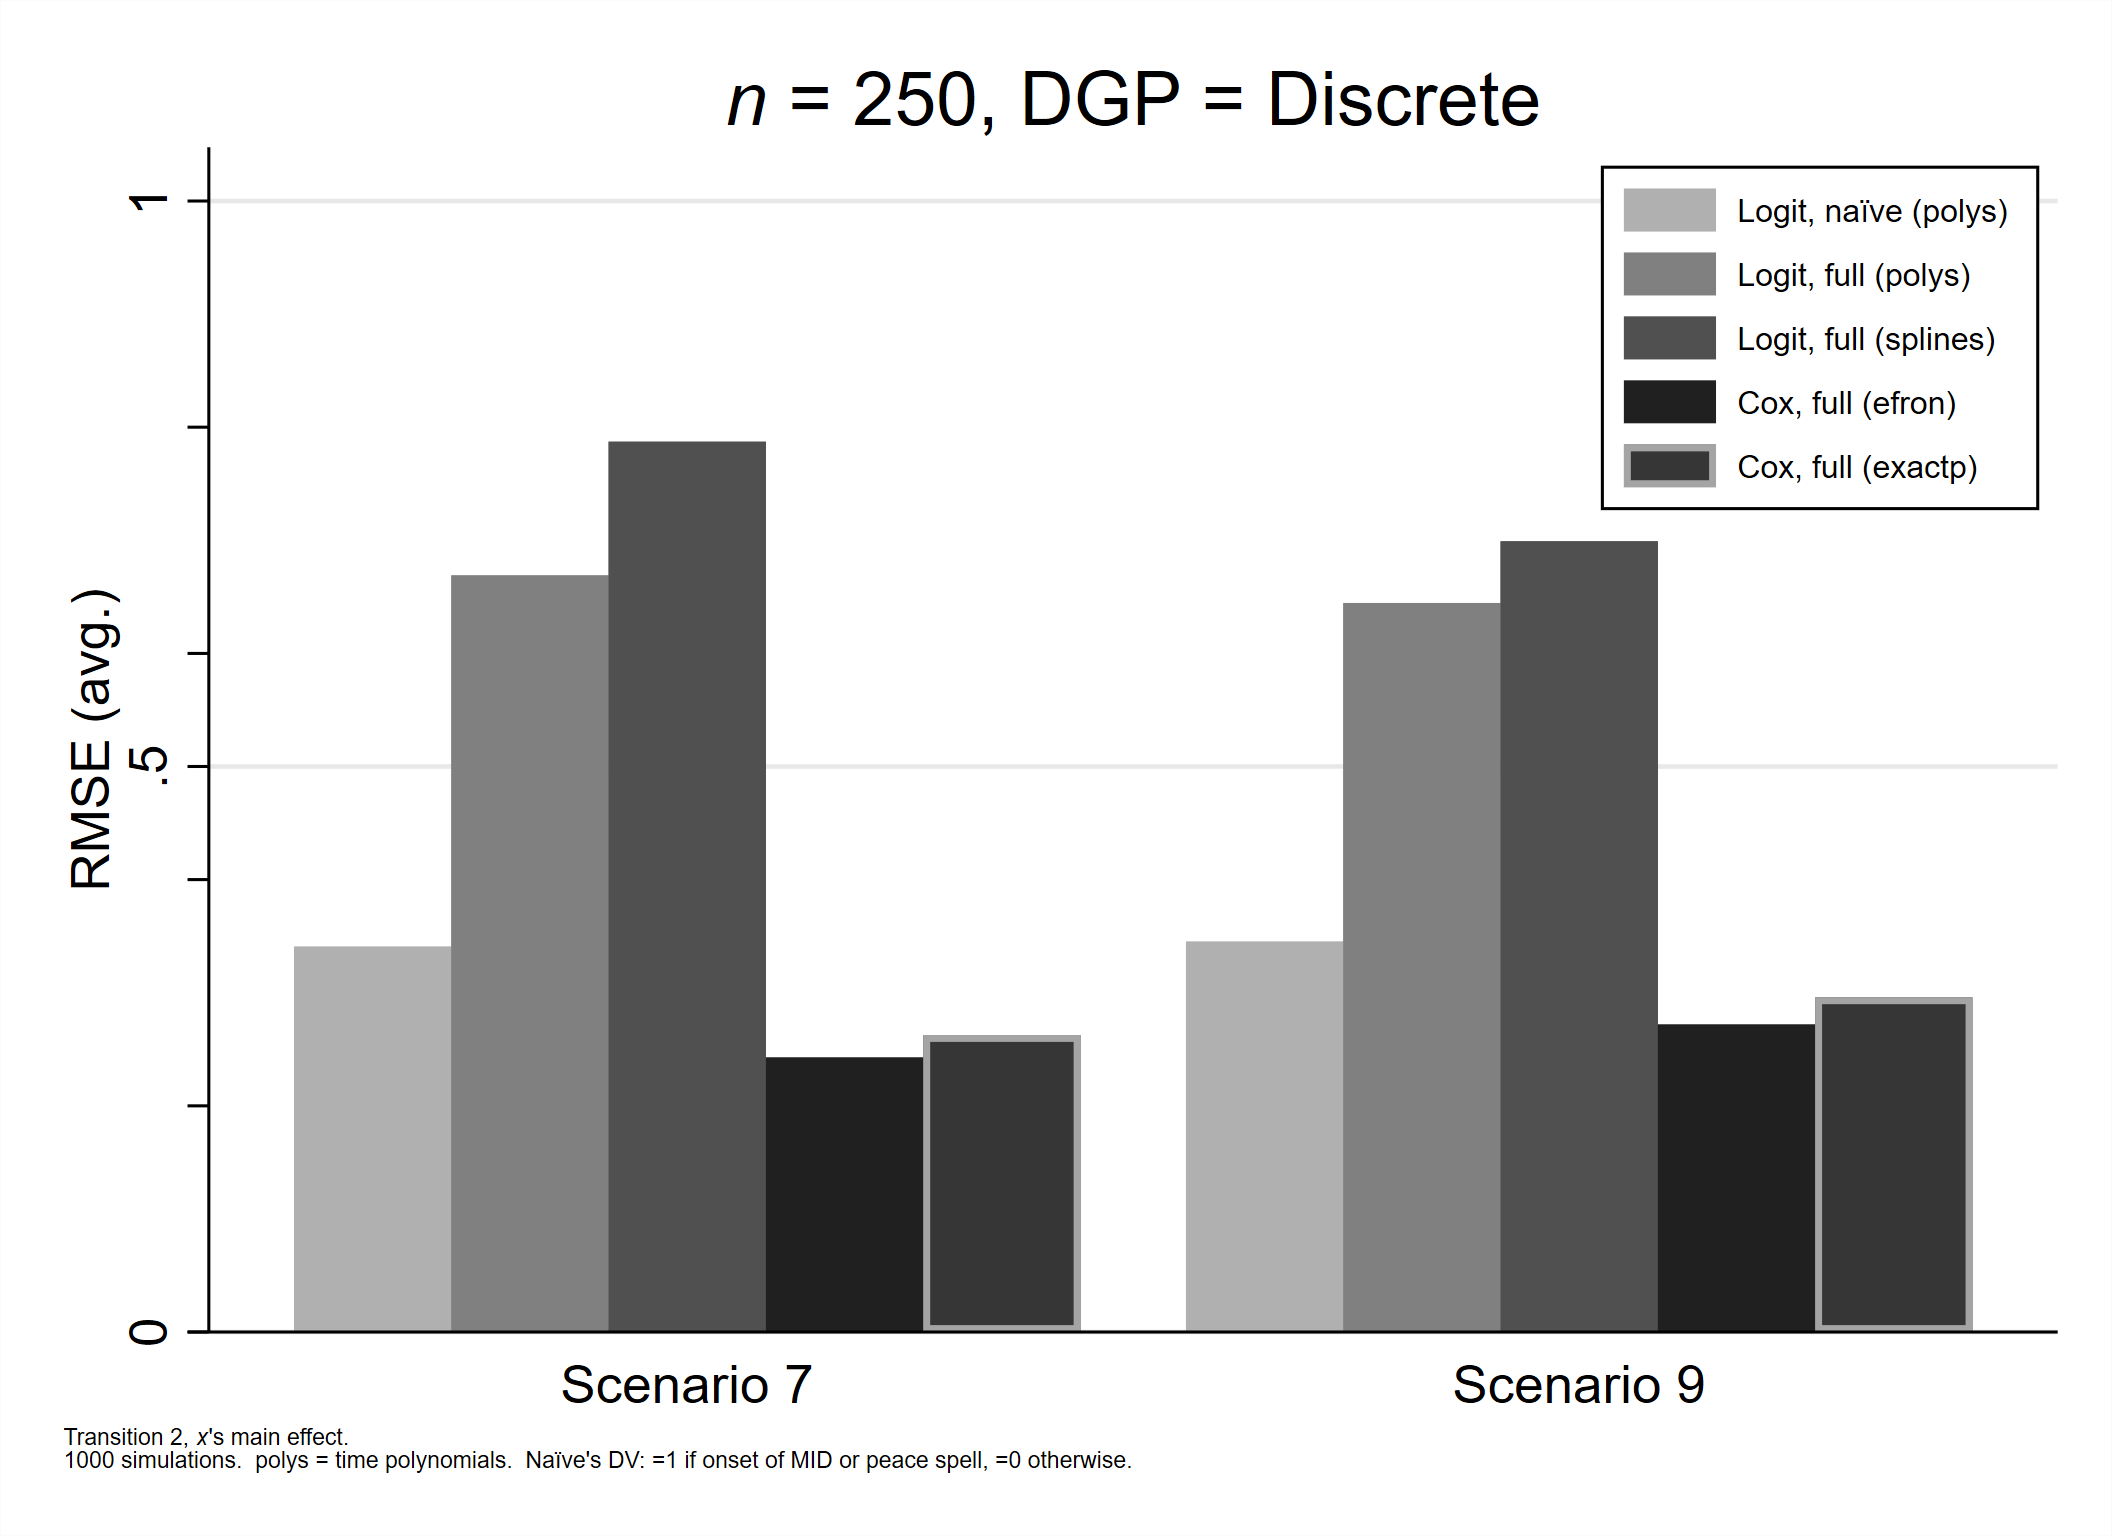 n = 250, DGP = Discrete
1
.5
0
RMSE (avg.)
Logit, naïve (polys)
Logit, full (polys)
Logit, full (splines)
Cox, full (efron)
Cox, full (exactp)
Scenario 7
Scenario 9
Transition 2, x's main effect.
1000 simulations.  polys = time polynomials.  Naïve's DV: =1 if onset of MID or peace spell, =0 otherwise.